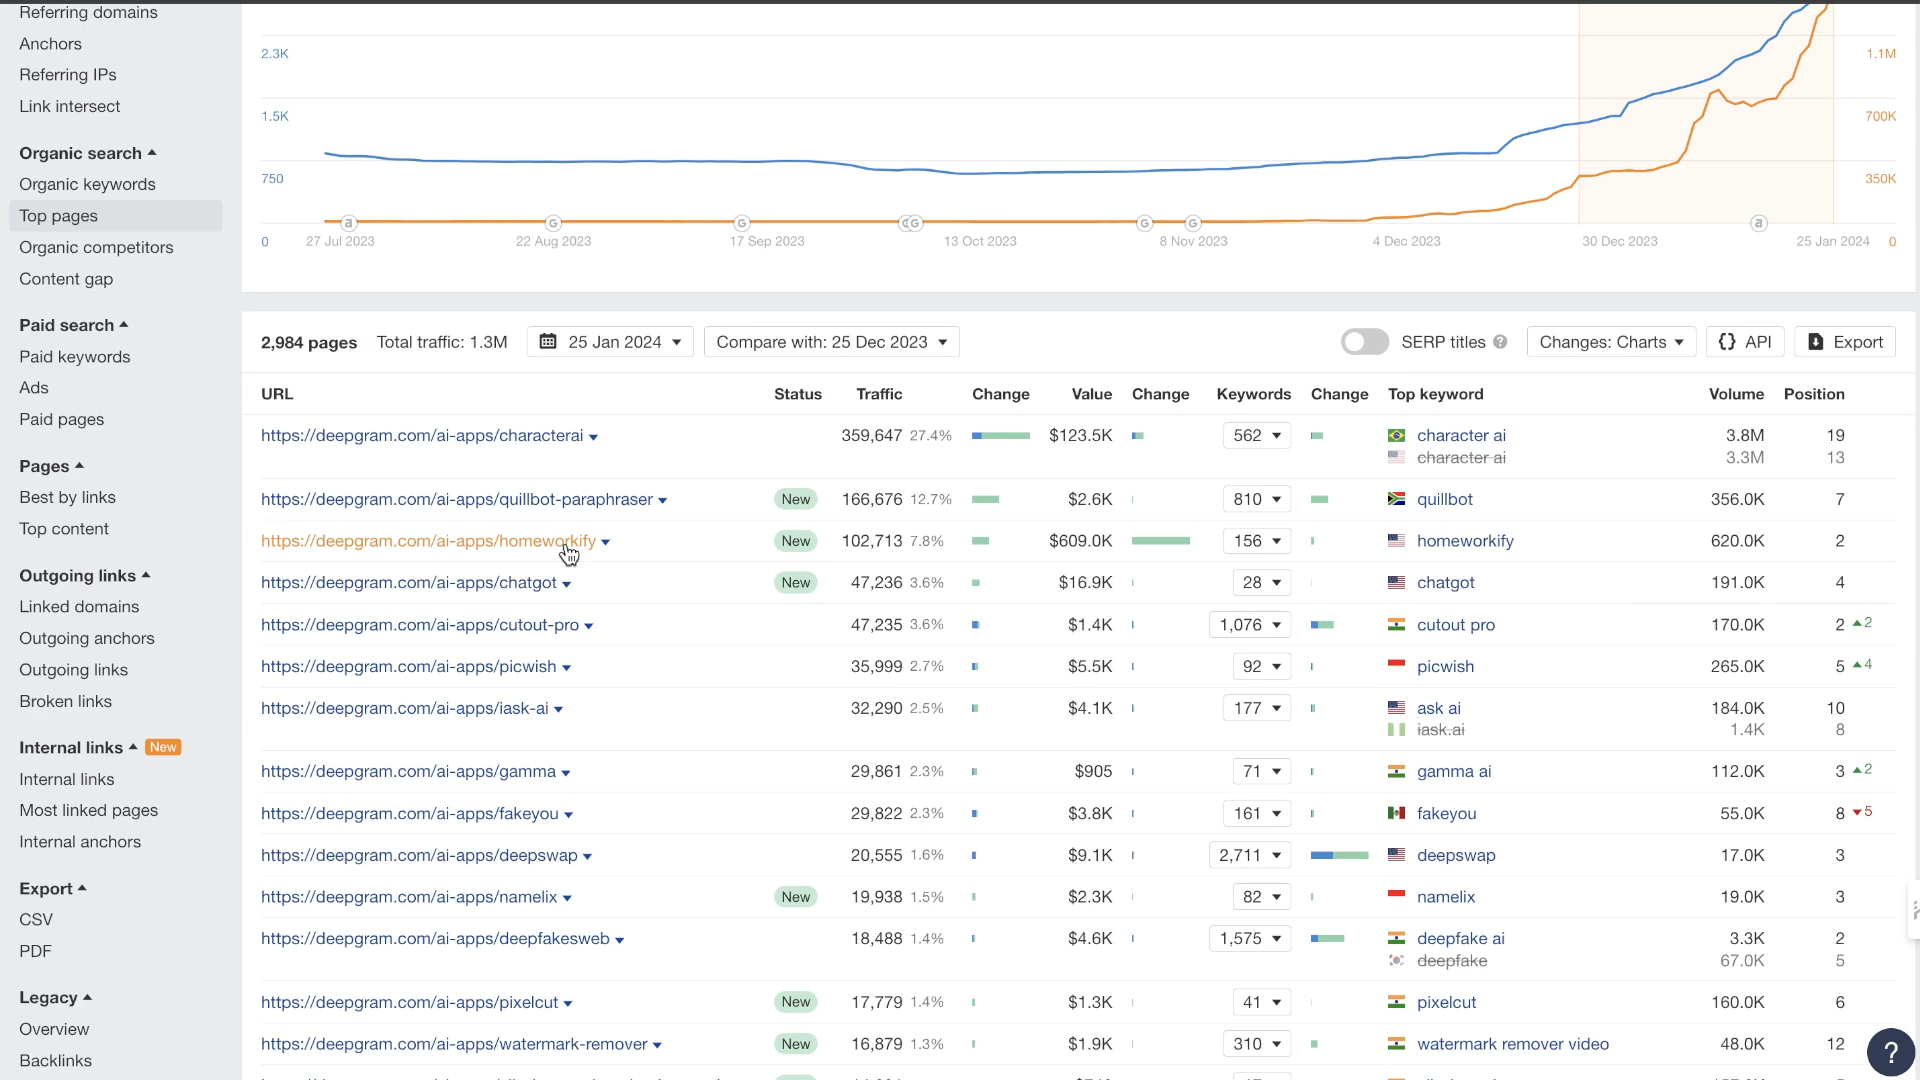 Referring domains
Anchors
Referring IPs
Link intersect
Organic search
Organic keywords
Top pages
Organic competitors
Content gap
Paid search
Paid keywords
Ads
Paid pages
Pages
Best by links
Top content
Outgoing links
Linked domains
Outgoing anchors
Outgoing links
Broken links
Internal links New
Internal links
Most linked pages
Internal anchors
Export
CSV
PDF
Legacy
Overview
Backlinks
2.3K 1.1M
1.5K 700K
750 350K
a G G G G G a
0 27 Jul 2023 22 Aug 2023 17 Sep 2023 13 Oct 2023 8 Nov 2023 4 Dec 2023 30 Dec 2023 25 Jan 2024 0
2,984 pages Total traffic: 1.3M 25 Jan 2024 Compare with: 25 Dec 2023 SERP titles ? Changes: Charts {} API Export
URL Status Traffic Change Value Change Keywords Change Top keyword Volume Position
https://deepgram.com/ai-apps/characterai 359,647 27.4% $123.5K 562 character ai 3.8M 19
character ai 3.3M 13
https://deepgram.com/ai-apps/quillbot-paraphraser New 166,676 12.7% $2.6K 810 quillbot 356.0K 7
https://deepgram.com/ai-apps/homeworkify New 102,713 7.8% $609.0K 156 homeworkify 620.0K 2
https://deepgram.com/ai-apps/chatgot New 47,236 3.6% $16.9K 28 chatgot 191.0K 4
https://deepgram.com/ai-apps/cutout-pro 47,235 3.6% $1.4K 1,076 cutout pro 170.0K 2 2
https://deepgram.com/ai-apps/picwish 35,999 2.7% $5.5K 92 picwish 265.0K 5 4
https://deepgram.com/ai-apps/iask-ai 32,290 2.5% $4.1K 177 ask ai 184.0K 10
iask.ai 1.4K 8
https://deepgram.com/ai-apps/gamma 29,861 2.3% $905 71 gamma ai 112.0K 3 2
https://deepgram.com/ai-apps/fakeyou 29,822 2.3% $3.8K 161 fakeyou 55.0K 8 5
https://deepgram.com/ai-apps/deepswap 20,555 1.6% $9.1K 2,711 deepswap 17.0K 3
https://deepgram.com/ai-apps/namelix New 19,938 1.5% $2.3K 82 namelix 19.0K 3
https://deepgram.com/ai-apps/deepfakesweb 18,488 1.4% $4.6K 1,575 deepfake ai 3.3K 2
deepfake 67.0K 5
https://deepgram.com/ai-apps/pixelcut New 17,779 1.4% $1.3K 41 pixelcut 160.0K 6
https://deepgram.com/ai-apps/watermark-remover New 16,879 1.3% $1.9K 310 watermark remover video 48.0K 12
?